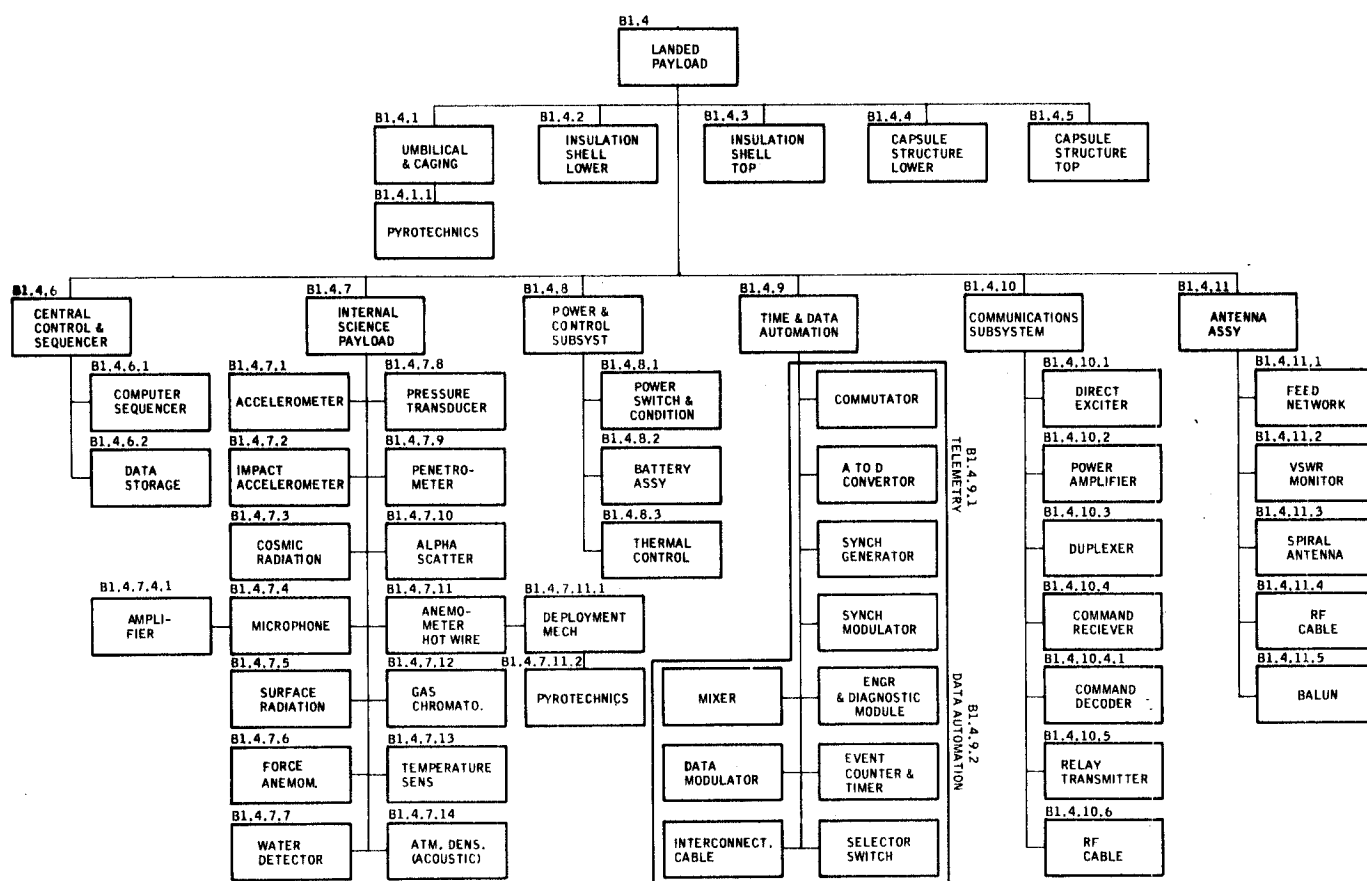 B1.4
LANDED
PAYLOAD
B1.4.1
UMBILICAL
& CAGING
B1.4.1.1
PYROTECHNICS
B1.4.2
INSULATION
SHELL
LOWER
B1.4.3
INSULATION
SHELL
TOP
B1.4.4
CAPSULE
STRUCTURE
LOWER
B1.4.5
CAPSULE
STRUCTURE
TOP
B1.4.6
CENTRAL
CONTROL &
SEQUENCER
B1.4.6.1
COMPUTER
SEQUENCER
B1.4.6.2
DATA
STORAGE
B1.4.7
INTERNAL
SCIENCE
PAYLOAD
B1.4.7.1
ACCELEROMETER
B1.4.7.2
IMPACT
ACCELEROMETER
B1.4.7.3
COSMIC
RADIATION
B1.4.7.4
MICROPHONE
B1.4.7.4.1
AMPLI-
FIER
B1.4.7.5
SURFACE
RADIATION
B1.4.7.6
FORCE
ANEMOM.
B1.4.7.7
WATER
DETECTOR
B1.4.7.8
PRESSURE
TRANSDUCER
B1.4.7.9
PENETRO-
METER
B1.4.7.10
ALPHA
SCATTER
B1.4.7.11
ANEMO-
METER
HOT WIRE
B1.4.7.11.1
DEPLOYMENT
MECH
B1.4.7.11.2
PYROTECHNICS
B1.4.7.12
GAS
CHROMATO.
B1.4.7.13
TEMPERATURE
SENS
B1.4.7.14
ATM. DENS.
(ACOUSTIC)
B1.4.8
POWER &
CONTROL
SUBSYST
B1.4.8.1
POWER
SWITCH &
CONDITION
B1.4.8.2
BATTERY
ASSY
B1.4.8.3
THERMAL
CONTROL
B1.4.9
TIME & DATA
AUTOMATION
COMMUTATOR
A TO D
CONVERTOR
SYNCH
GENERATOR
SYNCH
MODULATOR
MIXER
ENGR
& DIAGNOSTIC
MODULE
DATA
MODULATOR
EVENT
COUNTER &
TIMER
INTERCONNECT.
CABLE
SELECTOR
SWITCH
B1.4.9.1
TELEMETRY
B1.4.9.2
DATA AUTOMATION
B1.4.10
COMMUNICATIONS
SUBSYSTEM
B1.4.10.1
DIRECT
EXCITER
B1.4.10.2
POWER
AMPLIFIER
B1.4.10.3
DUPLEXER
B1.4.10.4
COMMAND
RECIEVER
B1.4.10.4.1
COMMAND
DECODER
B1.4.10.5
RELAY
TRANSMITTER
B1.4.10.6
RF
CABLE
B1.4.11
ANTENNA
ASSY
B1.4.11.1
FEED
NETWORK
B1.4.11.2
VSWR
MONITOR
B1.4.11.3
SPIRAL
ANTENNA
B1.4.11.4
RF
CABLE
B1.4.11.5
BALUN